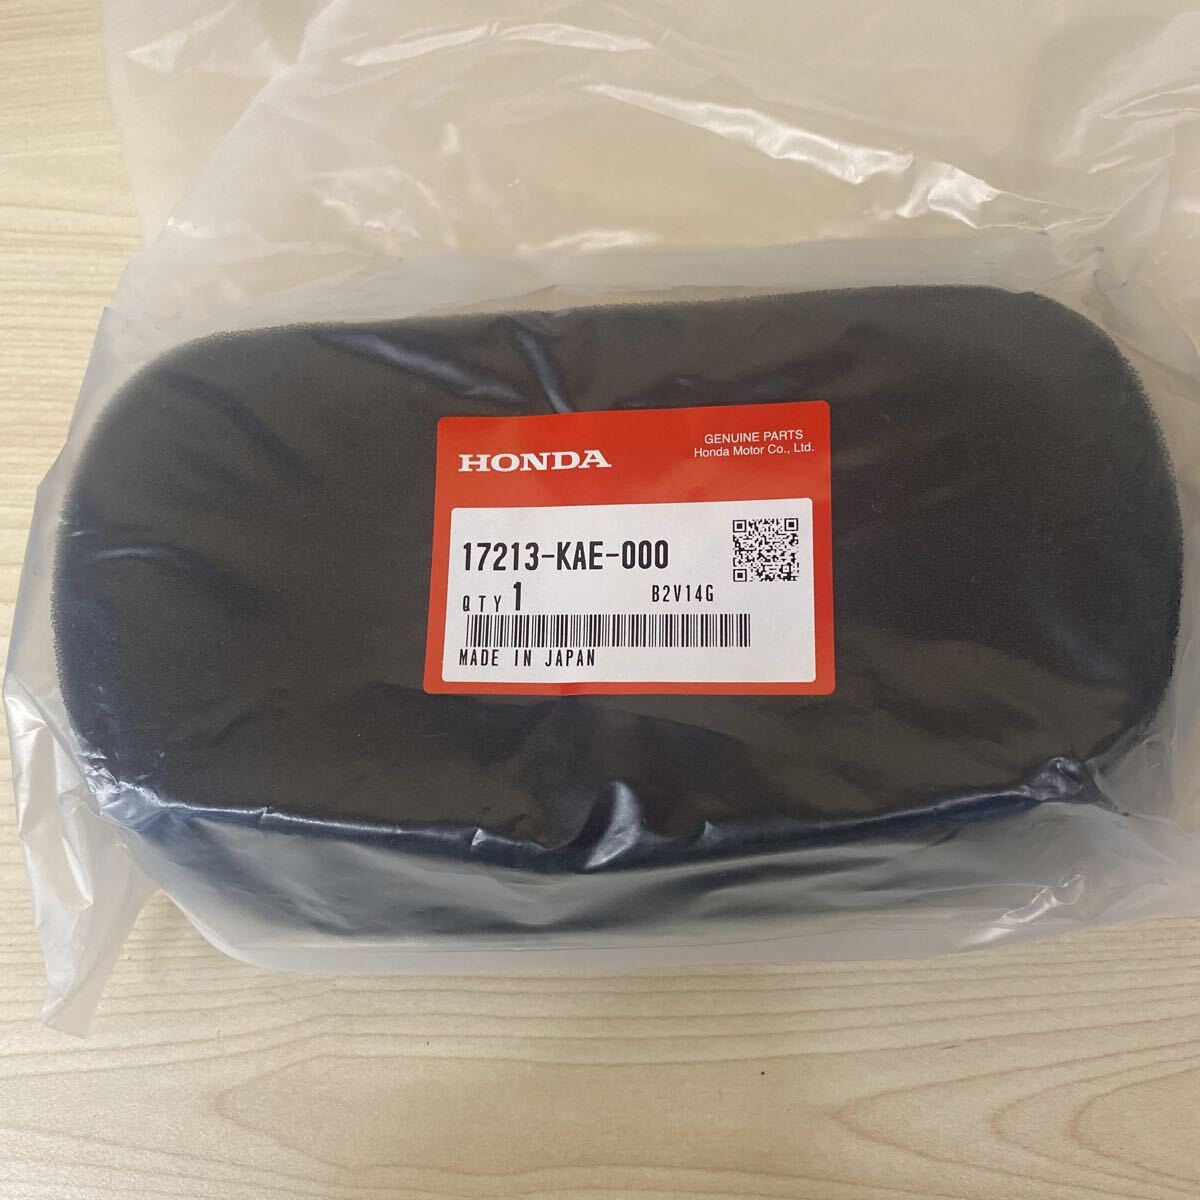 HONDA
GENUINE PARTS
Honda Motor Co., Ltd.
17213-KAE-000
QTY 1 B2V14G
MADE IN JAPAN